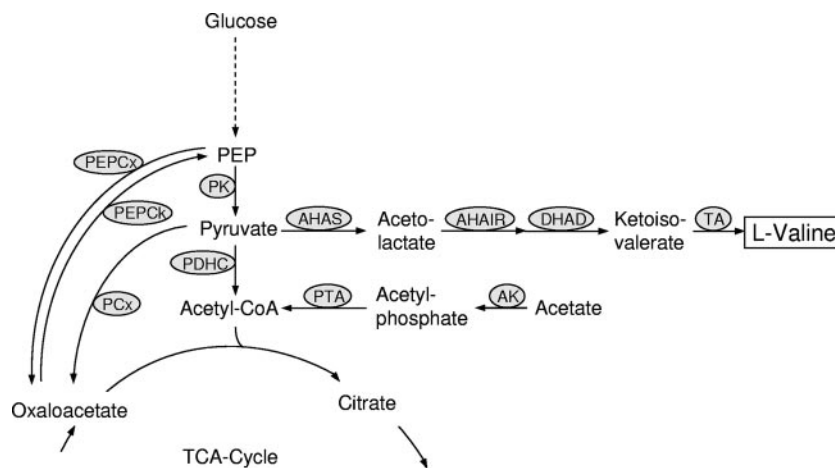 Glucose
PEPCx
PEP
PK
PEPCk
Pyruvate
AHAS
Aceto-
lactate
AHAIR
DHAD
Ketoiso-
valerate
TA
L-Valine
PDHC
PCx
Acetyl-CoA
PTA
Acetyl-
phosphate
AK
Acetate
Oxaloacetate
Citrate
TCA-Cycle